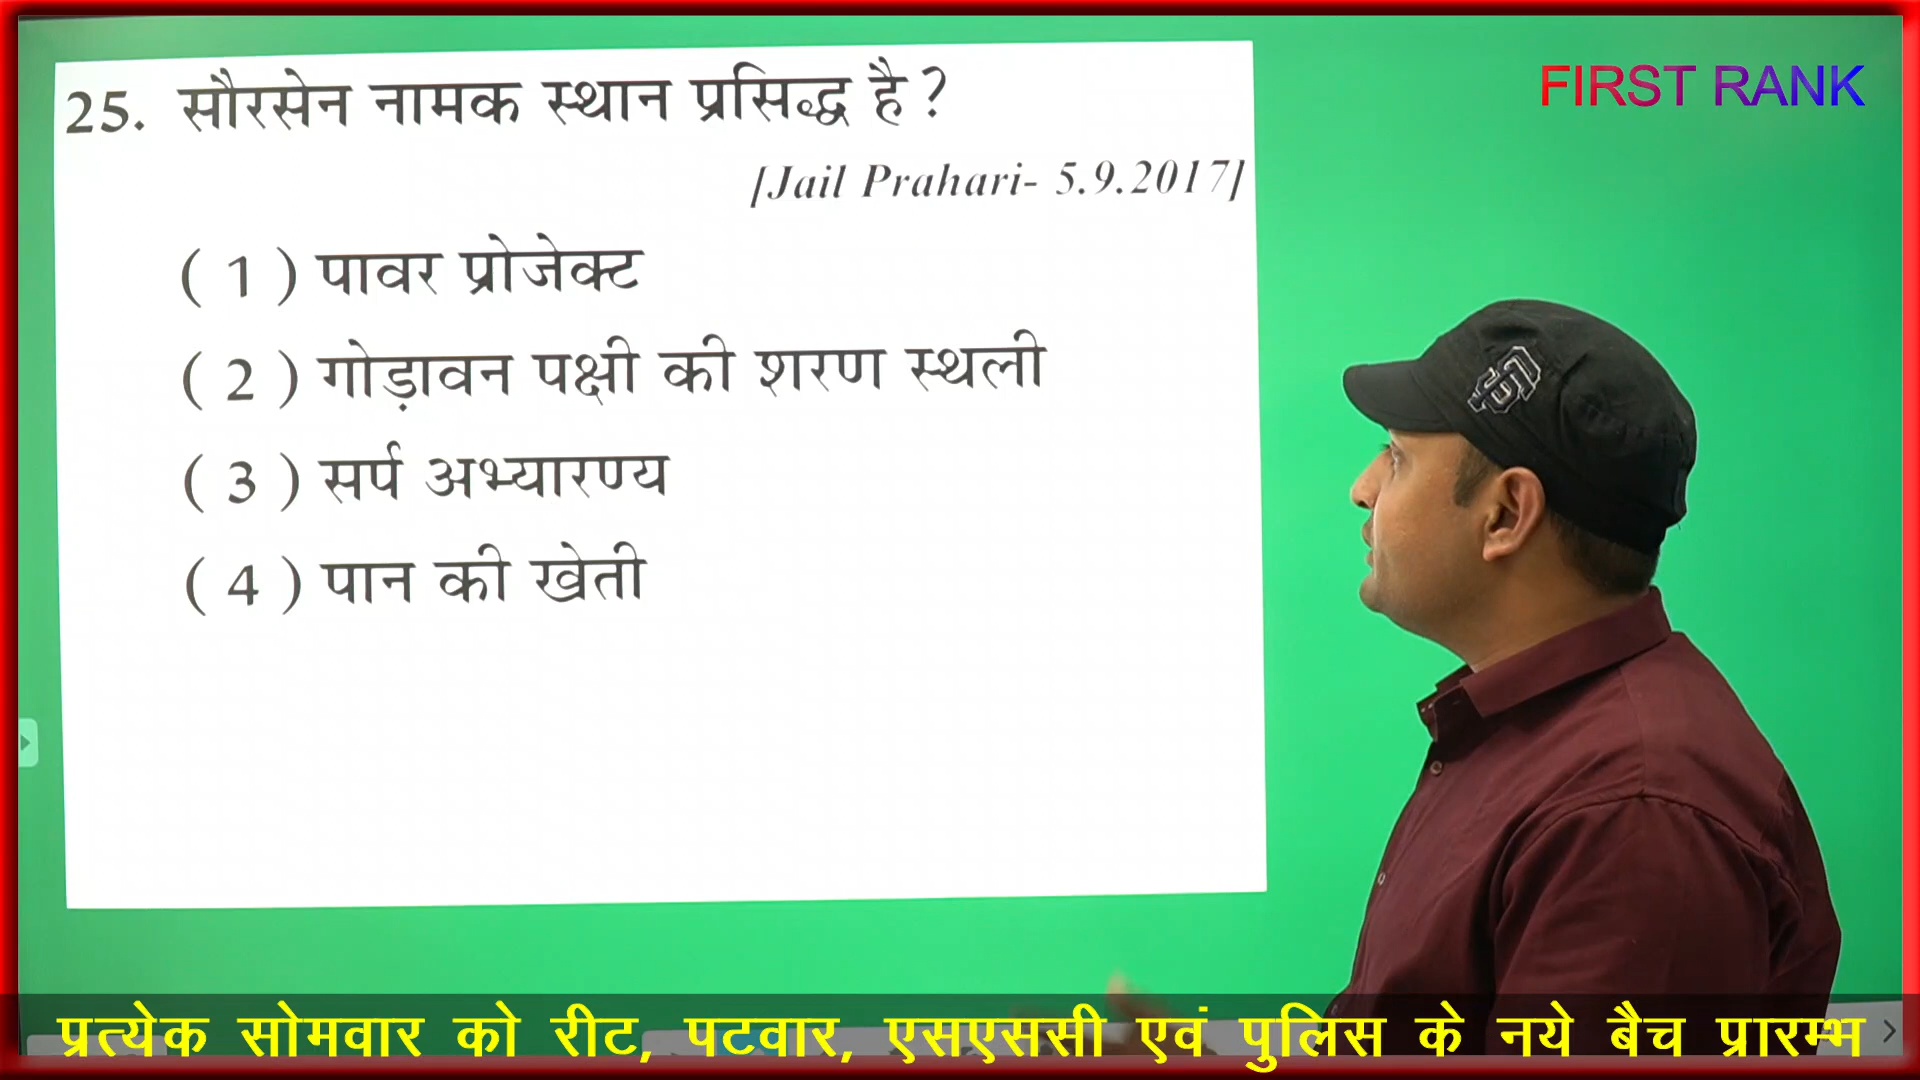 FIRST RANK
25. सौरसेन नामक स्थान प्रसिद्ध है ?
[Jail Prahari- 5.9.2017]
( 1 ) पावर प्रोजेक्ट
( 2 ) गोड़ावन पक्षी की शरण स्थली
( 3 ) सर्प अभ्यारण्य
( 4 ) पान की खेती
प्रत्येक सोमवार को रीट, पटवार, एसएससी एवं पुलिस के नये बैच प्रारम्भ